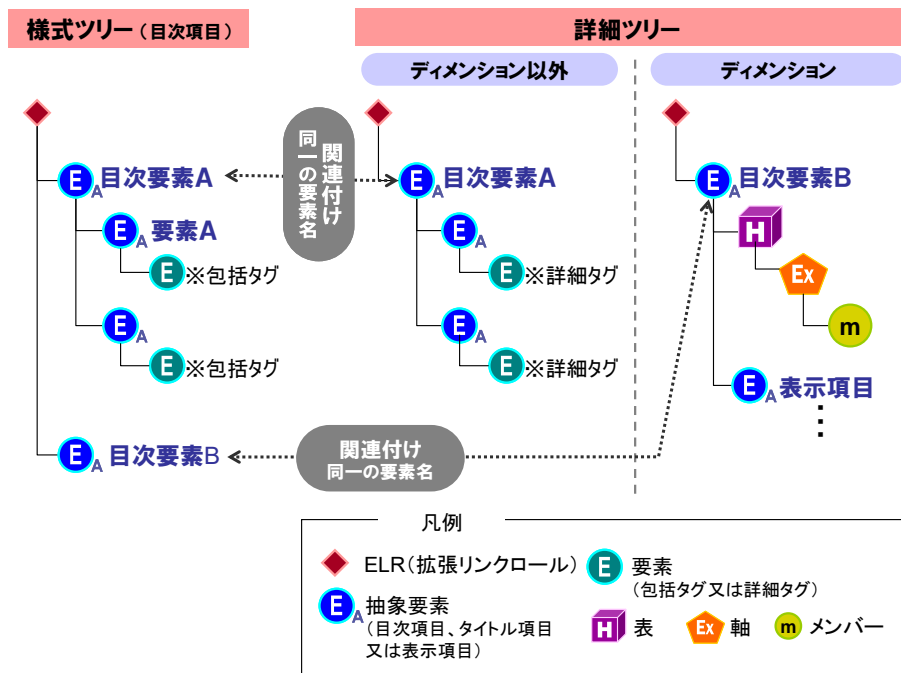 様式ツリー（目次項目）
詳細ツリー
ディメンション以外
ディメンション
E A 目次要素A
E A 要素A
E ※包括タグ
E A
E ※包括タグ
E A 目次要素B
関連付け
同一の要素名
E A 目次要素A
E A
E ※詳細タグ
E A
E ※詳細タグ
E A 目次要素B
H
Ex
m
E A 表示項目
関連付け
同一の要素名
凡例
ELR（拡張リンクロール）
E 要素
（包括タグ又は詳細タグ）
E A 抽象要素
（目次項目、タイトル項目
又は表示項目）
H 表
Ex 軸
m メンバー